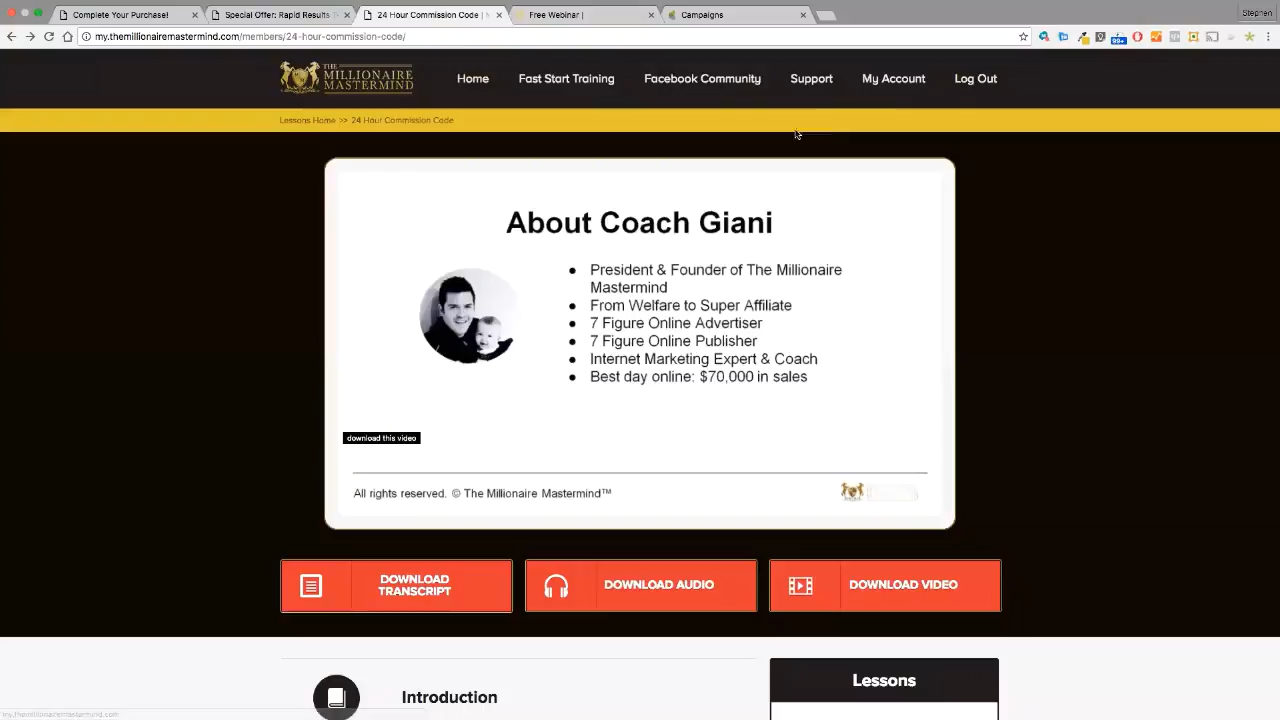 Complete Your Purchase!
Special Offer: Rapid Results T
24 Hour Commission Code | M
Free Webinar |
Campaigns
Stephen
my.themillionairemastermind.com/members/24-hour-commission-code/
99+
THE
MILLIONAIRE
MASTERMIND
Home
Fast Start Training
Facebook Community
Support
My Account
Log Out
Lessons Home >> 24 Hour Commission Code
About Coach Giani
● President & Founder of The Millionaire
Mastermind
● From Welfare to Super Affiliate
● 7 Figure Online Advertiser
● 7 Figure Online Publisher
● Internet Marketing Expert & Coach
● Best day online: $70,000 in sales
download this video
All rights reserved. © The Millionaire Mastermind™
DOWNLOAD
TRANSCRIPT
DOWNLOAD AUDIO
DOWNLOAD VIDEO
Introduction
Lessons
my.themillionairemastermind.com